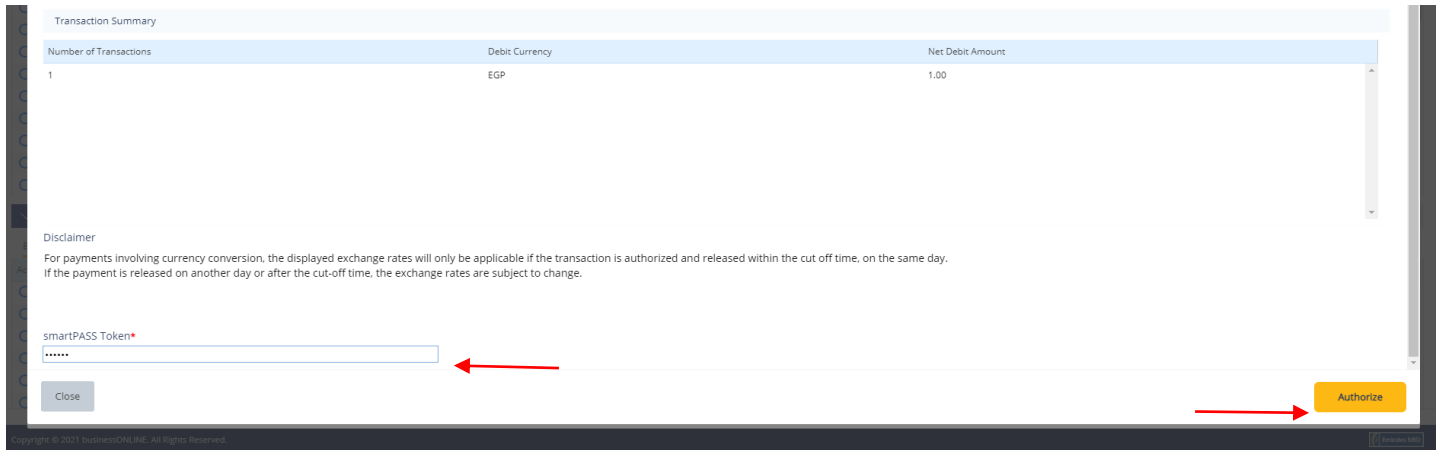 Transaction Summary
Number of Transactions Debit Currency Net Debit Amount
1 EGP 1.00
Disclaimer
For payments involving currency conversion, the displayed exchange rates will only be applicable if the transaction is authorized and released within the cut off time, on the same day.
If the payment is released on another day or after the cut-off time, the exchange rates are subject to change.
smartPASS Token*
••••••
Close Authorize
Copyright © 2021 businessONLINE. All Rights Reserved. Emirates NBD